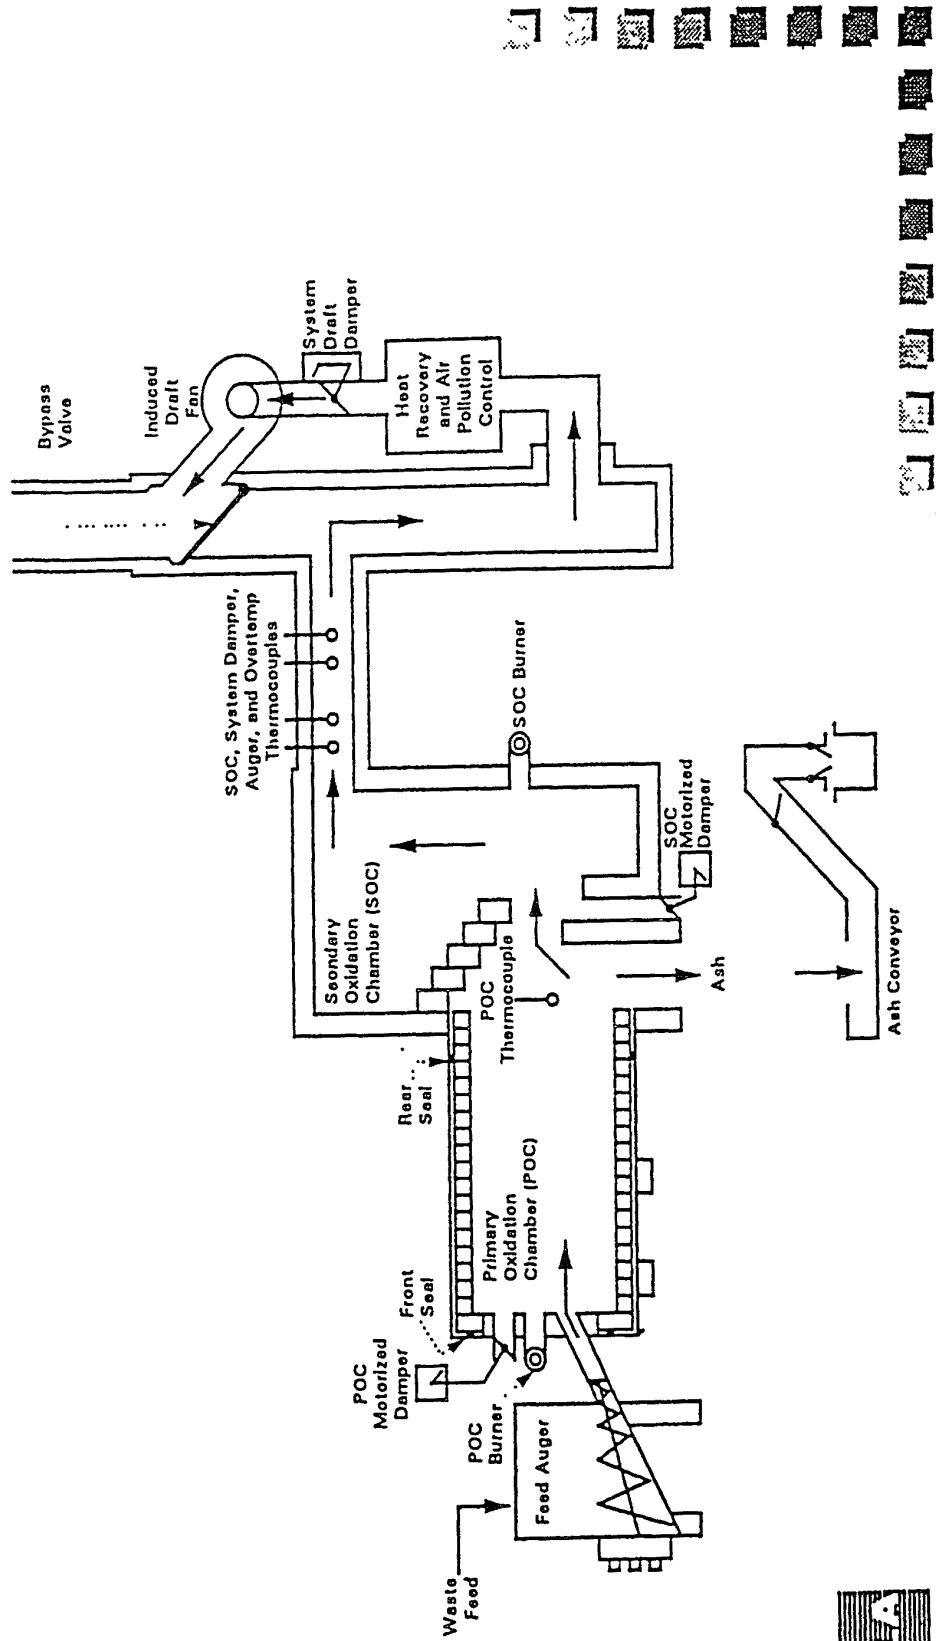 Waste
Feed
Feed Auger
POC
Burner
POC
Motorized
Damper
Front
Seal
Primary
Oxidation
Chamber (POC)
Rear
Seal
POC
Thermocouple
Secondary
Oxidation
Chamber (SOC)
Ash
Ash Conveyor
SOC
Motorized
Damper
SOC Burner
SOC, System Damper,
Auger, and Overtemp
Thermocouples
Bypass
Valve
Induced
Draft
Fan
System
Draft
Damper
Heat
Recovery
and Air
Pollution
Control
A